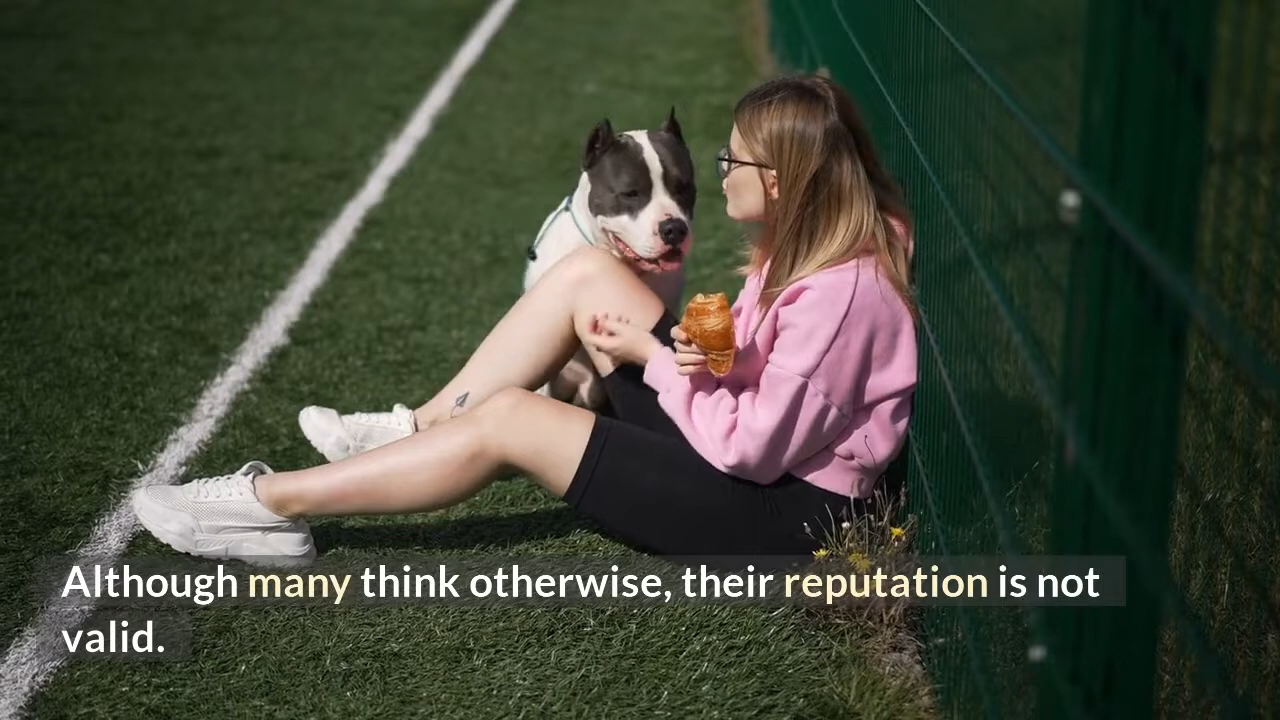 Although many think otherwise, their reputation is not
valid.